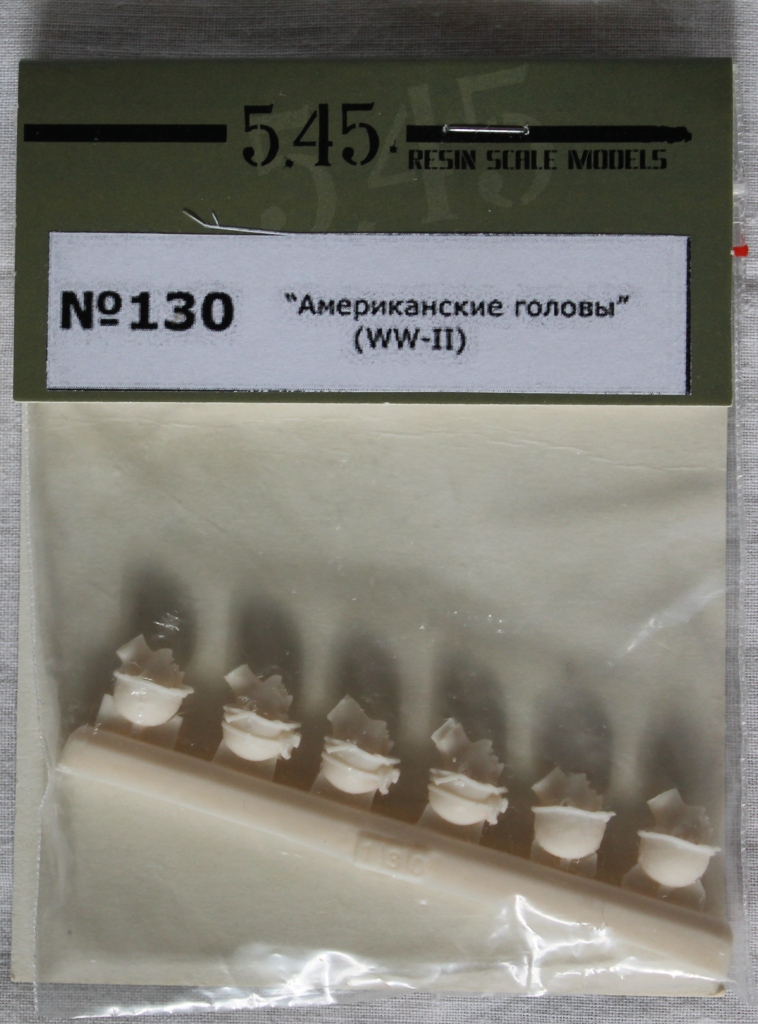 5.45.
RESIN SCALE MODELS
№130
"Американские головы"
(WW-II)